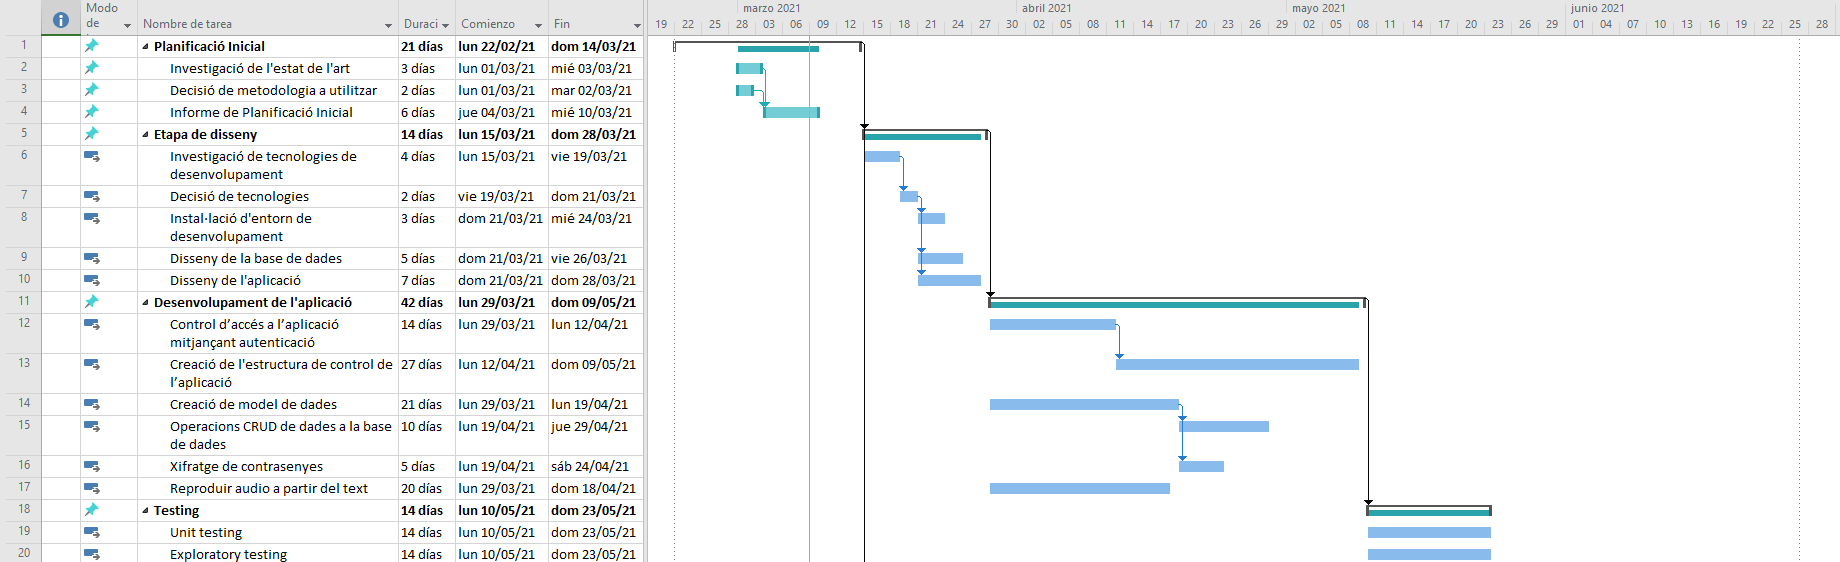 marzo 2021 abril 2021 mayo 2021 junio 2021
Modo de Nombre de tarea Duraci Comienzo Fin 19 22 25 28 03 06 09 12 15 18 21 24 27 30 02 05 08 11 14 17 20 23 26 29 02 05 08 11 14 17 20 23 26 29 01 04 07 10 13 16 19 22 25 28
1 Planificació Inicial 21 días lun 22/02/21 dom 14/03/21
2 Investigació de l'estat de l'art 3 días lun 01/03/21 mié 03/03/21
3 Decisió de metodologia a utilitzar 2 días lun 01/03/21 mar 02/03/21
4 Informe de Planificació Inicial 6 días jue 04/03/21 mié 10/03/21
5 Etapa de disseny 14 días lun 15/03/21 dom 28/03/21
6 Investigació de tecnologies de 4 días lun 15/03/21 vie 19/03/21
desenvolupament
7 Decisió de tecnologies 2 días vie 19/03/21 dom 21/03/21
8 Instal·lació d'entorn de 3 días dom 21/03/21 mié 24/03/21
desenvolupament
9 Disseny de la base de dades 5 días dom 21/03/21 vie 26/03/21
10 Disseny de l'aplicació 7 días dom 21/03/21 dom 28/03/21
11 Desenvolupament de l'aplicació 42 días lun 29/03/21 dom 09/05/21
12 Control d’accés a l’aplicació 14 días lun 29/03/21 lun 12/04/21
mitjançant autenticació
13 Creació de l'estructura de control de 27 días lun 12/04/21 dom 09/05/21
l’aplicació
14 Creació de model de dades 21 días lun 29/03/21 lun 19/04/21
15 Operacions CRUD de dades a la base 10 días lun 19/04/21 jue 29/04/21
de dades
16 Xifratge de contrasenyes 5 días lun 19/04/21 sáb 24/04/21
17 Reproduir audio a partir del text 20 días lun 29/03/21 dom 18/04/21
18 Testing 14 días lun 10/05/21 dom 23/05/21
19 Unit testing 14 días lun 10/05/21 dom 23/05/21
20 Exploratory testing 14 días lun 10/05/21 dom 23/05/21